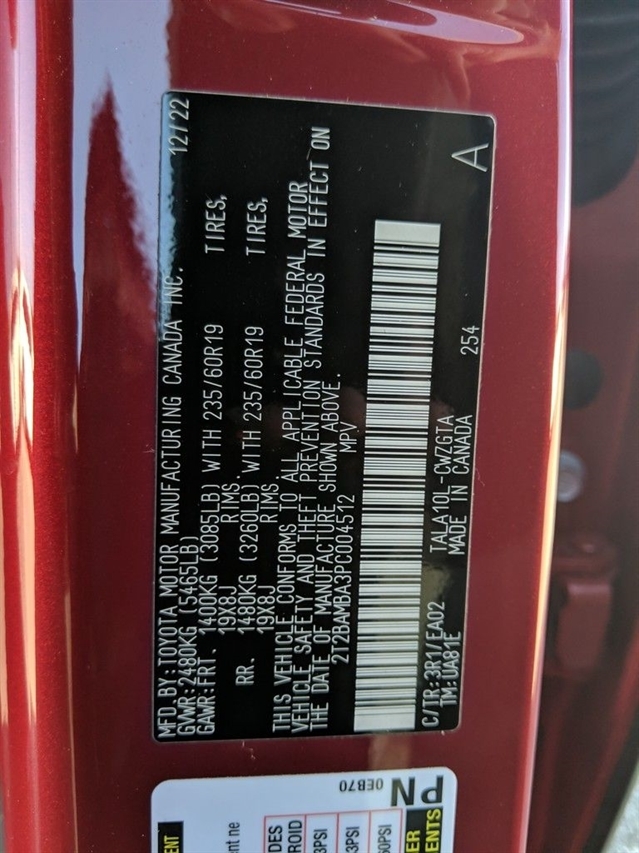 MFD.BY:TOYOTA MOTOR MANUFACTURING CANADA INC. 12/22
GVWR:2480KG (5465LB)
GAWR:FRT. 1400KG (3085LB) WITH 235/60R19 TIRES,
19X8J RIMS.
RR. 1480KG (3260LB) WITH 235/60R19 TIRES,
19X8J RIMS.
THIS VEHICLE CONFORMS TO ALL APPLICABLE FEDERAL MOTOR
VEHICLE SAFETY AND THEFT PREVENTION STANDARDS IN EFFECT ON
THE DATE OF MANUFACTURE SHOWN ABOVE.
2T2BAMBA3PC004512 MPV
C/TR:3R1/EA02 TALA10L-CWZGTA 254 A
TM:UA81E MADE IN CANADA
PN
0EB70